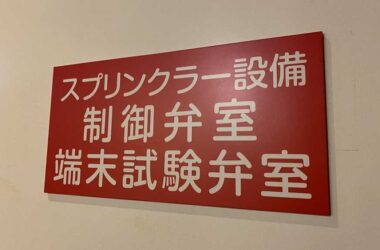 スプリンクラー設備
制御弁室
端末試験弁室